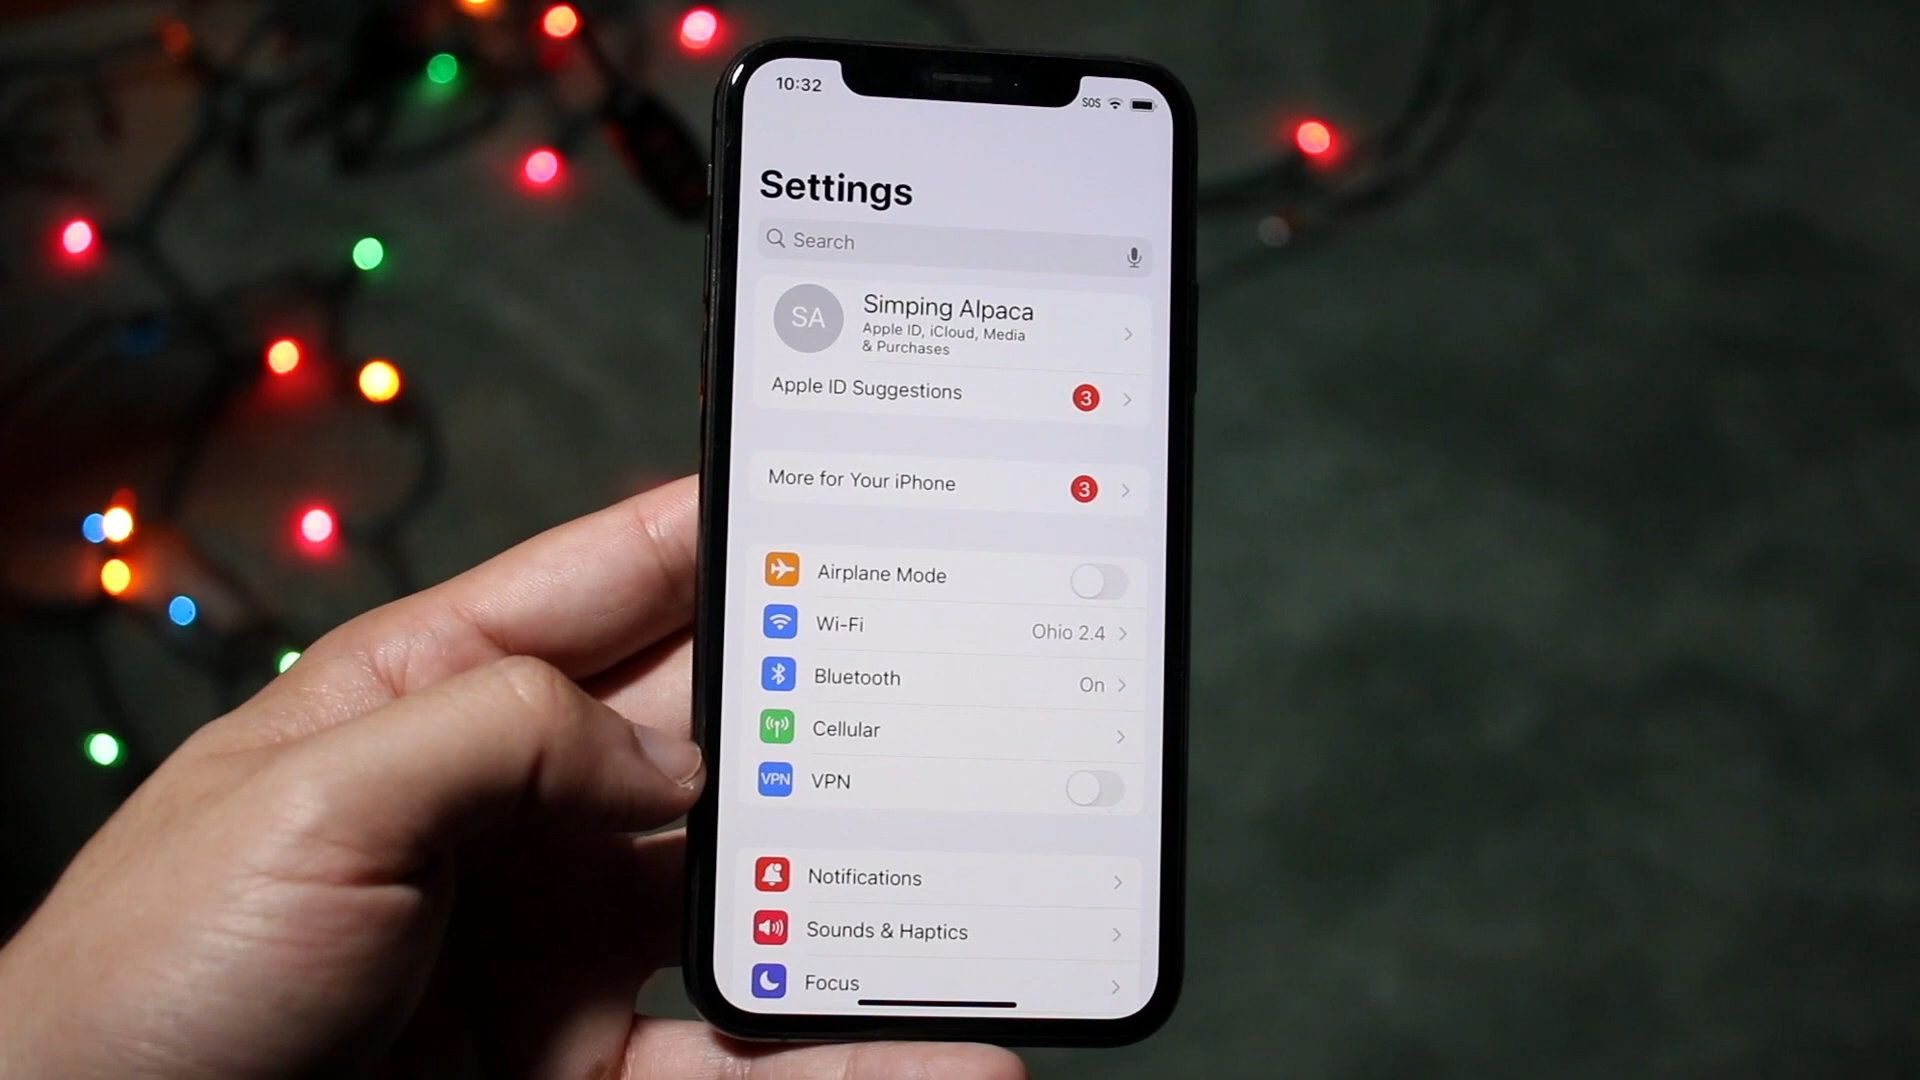 10:32
SOS
Settings
Search
SA
Simping Alpaca
Apple ID, iCloud, Media
& Purchases
Apple ID Suggestions 3
More for Your iPhone 3
Airplane Mode
Wi-Fi Ohio 2.4
Bluetooth On
Cellular
VPN VPN
Notifications
Sounds & Haptics
Focus